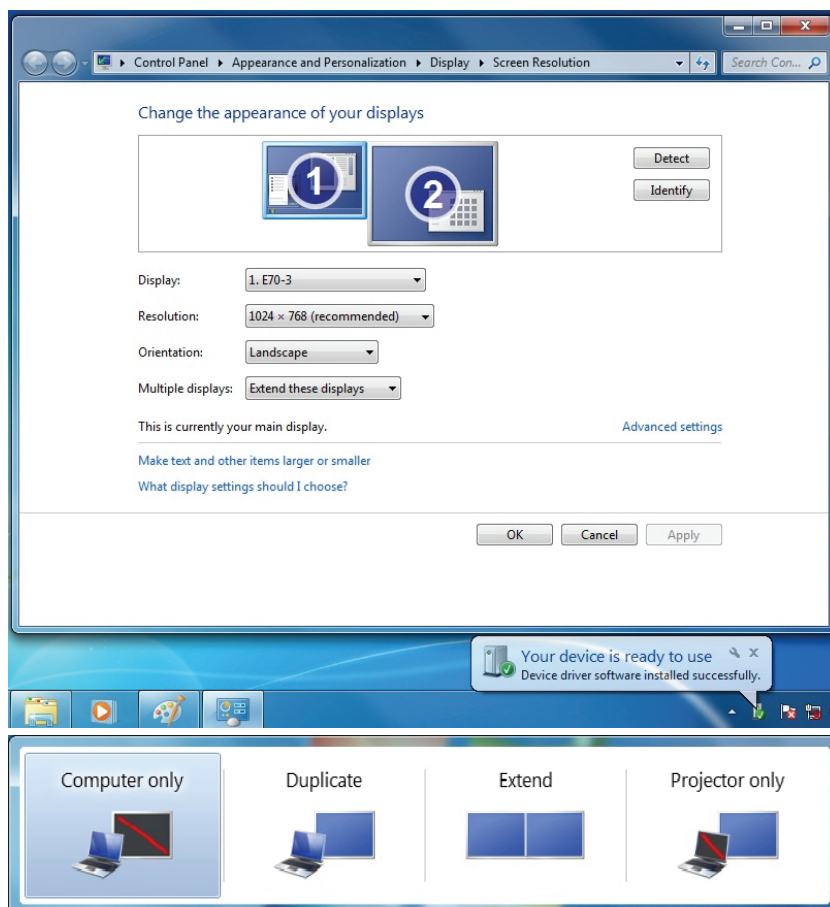 Control Panel ▸ Appearance and Personalization ▸ Display ▸ Screen Resolution
Search Con...
Change the appearance of your displays
1
2
Detect
Identify
Display: 1. E70-3
Resolution: 1024 × 768 (recommended)
Orientation: Landscape
Multiple displays: Extend these displays
This is currently your main display.
Advanced settings
Make text and other items larger or smaller
What display settings should I choose?
OK Cancel Apply
Your device is ready to use
Device driver software installed successfully.
Computer only Duplicate Extend Projector only